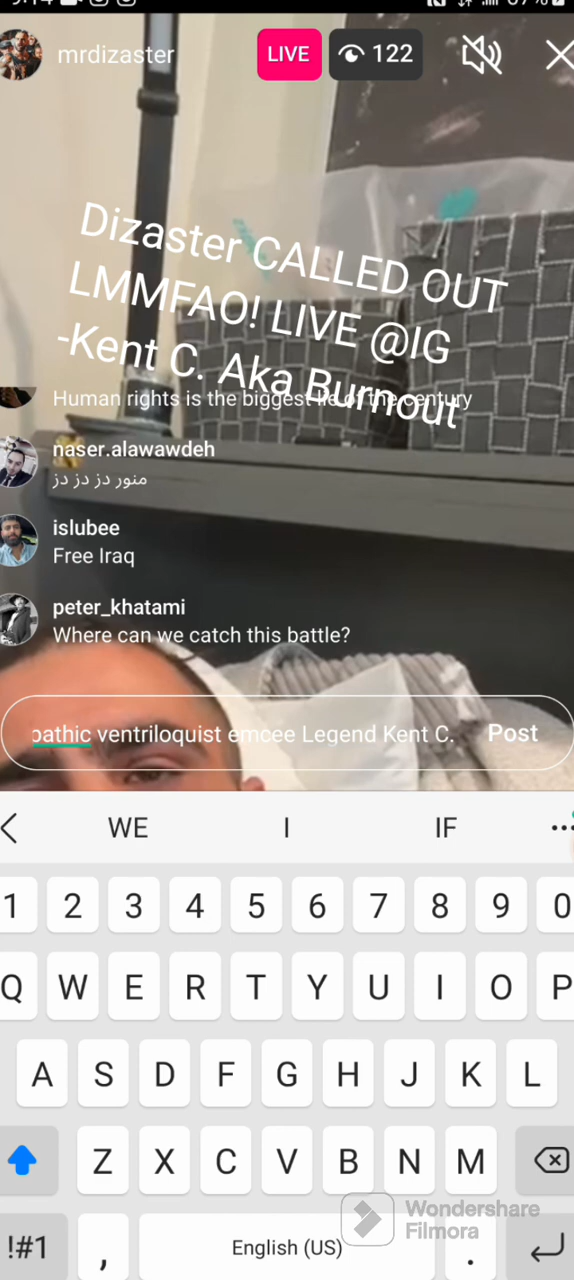 mrdizaster
LIVE
122
Dizaster CALLED OUT
LMMFAO! LIVE @IG
-Kent C. Aka Burnout
Human rights is the biggest lie of the century
naser.alawawdeh
منور دز دز دز
islubee
Free Iraq
peter_khatami
Where can we catch this battle?
pathic ventriloquist emcee Legend Kent C.
Post
WE I IF
1 2 3 4 5 6 7 8 9 0
Q W E R T Y U I O P
A S D F G H J K L
Z X C V B N M
Wondershare
Filmora
!#1 , English (US) .